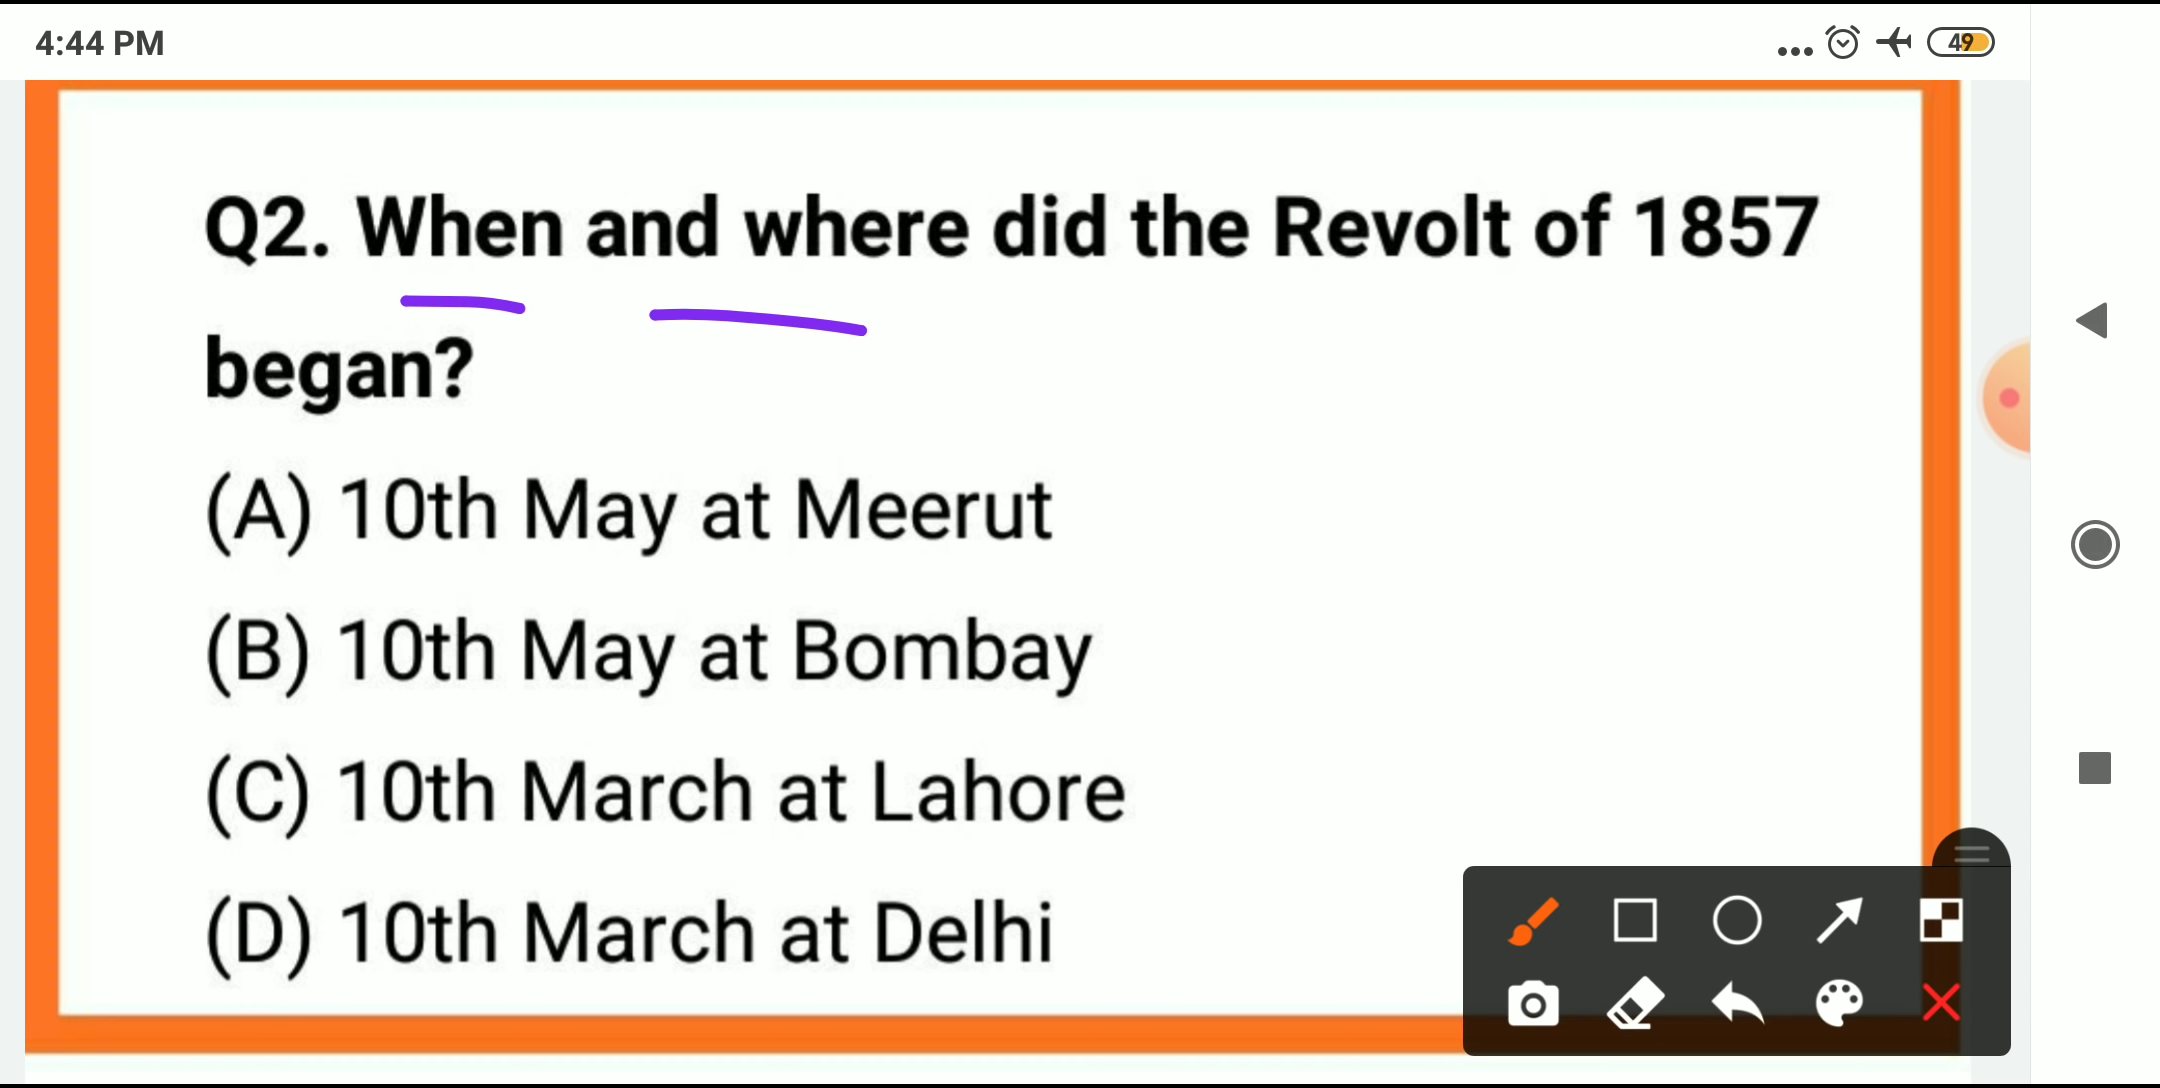 4:44 PM
49
Q2. When and where did the Revolt of 1857
began?
(A) 10th May at Meerut
(B) 10th May at Bombay
(C) 10th March at Lahore
(D) 10th March at Delhi